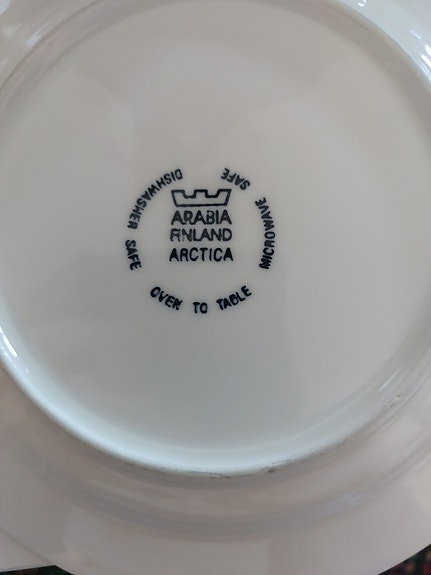 DISHWASHER SAFE
MICROWAVE SAFE
ARABIA
FINLAND
ARCTICA
OVEN TO TABLE